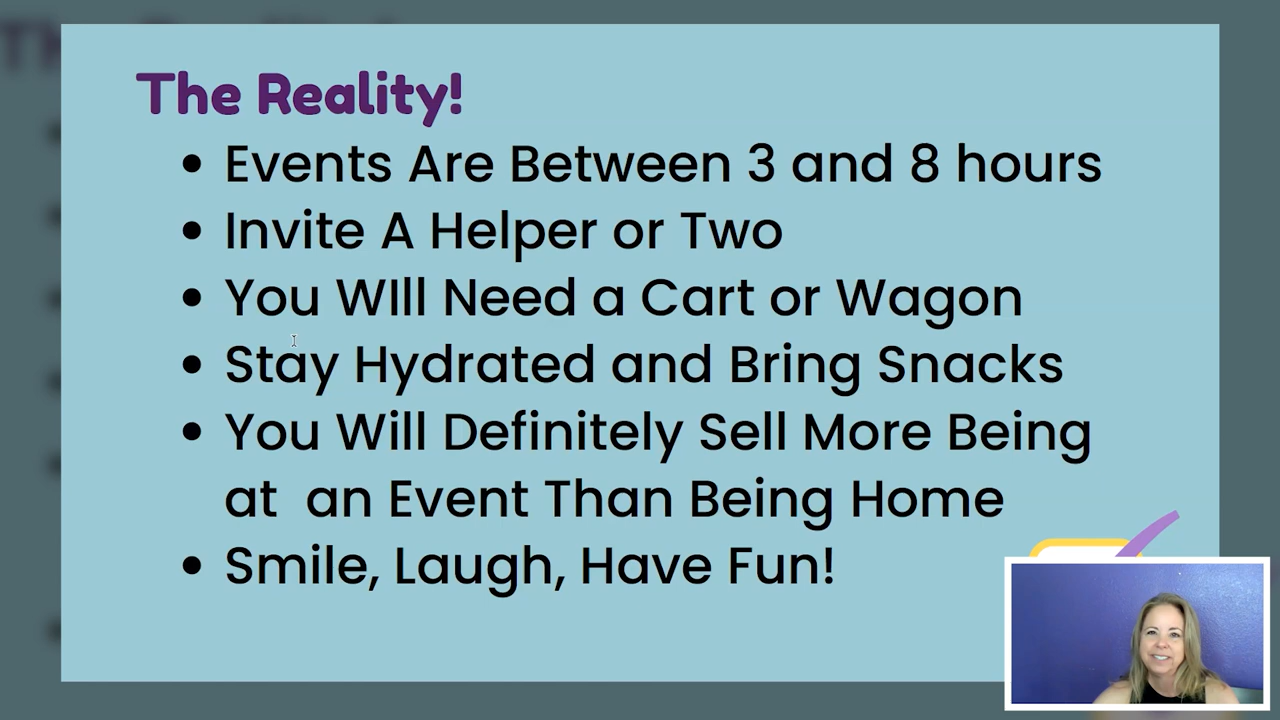 The Reality!
• Events Are Between 3 and 8 hours
• Invite A Helper or Two
• You WIll Need a Cart or Wagon
• Stay Hydrated and Bring Snacks
• You Will Definitely Sell More Being
at  an Event Than Being Home
• Smile, Laugh, Have Fun!